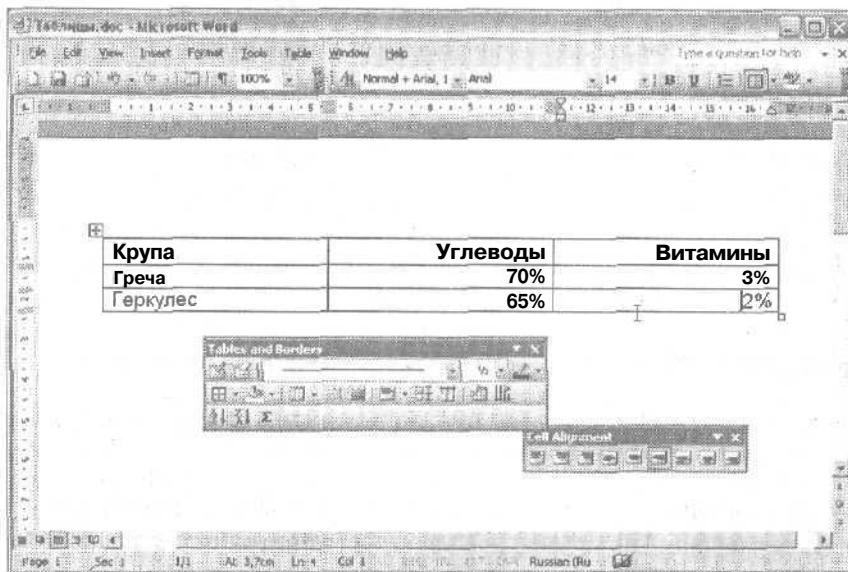 Таблицы.doc - Microsoft Word
File Edit View Insert Format Tools Table Window Help Type a question for help
100% Normal + Arial, 1 Arial 14
Крупа Углеводы Витамины
Греча 70% 3%
Геркулес 65% 2%
Tables and Borders
½
Cell Alignment
Page 1 Sec 1 1/1 At 3,7cm Ln 4 Col 1 Russian (Ru